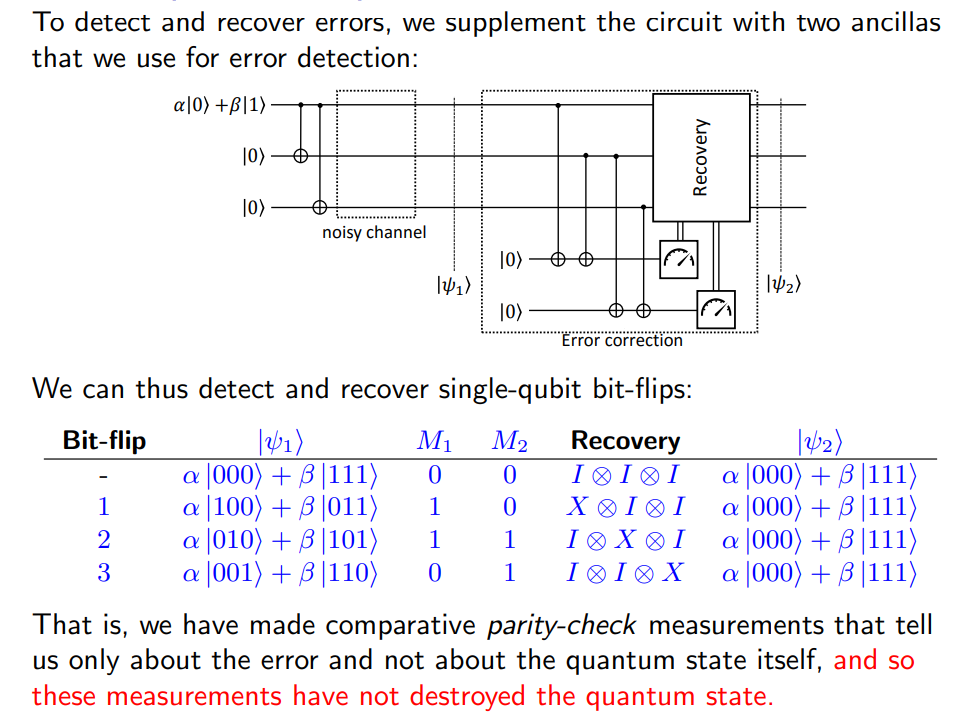 To detect and recover errors, we supplement the circuit with two ancillas
that we use for error detection:
α|0⟩ +β|1⟩
|0⟩
|0⟩
noisy channel
|ψ₁⟩
|0⟩
|0⟩
Recovery
Error correction
|ψ₂⟩
We can thus detect and recover single-qubit bit-flips:
Bit-flip |ψ₁⟩ M₁ M₂ Recovery |ψ₂⟩
- α|000⟩ + β|111⟩ 0 0 I ⊗ I ⊗ I α|000⟩ + β|111⟩
1 α|100⟩ + β|011⟩ 1 0 X ⊗ I ⊗ I α|000⟩ + β|111⟩
2 α|010⟩ + β|101⟩ 1 1 I ⊗ X ⊗ I α|000⟩ + β|111⟩
3 α|001⟩ + β|110⟩ 0 1 I ⊗ I ⊗ X α|000⟩ + β|111⟩
That is, we have made comparative parity-check measurements that tell
us only about the error and not about the quantum state itself, and so
these measurements have not destroyed the quantum state.